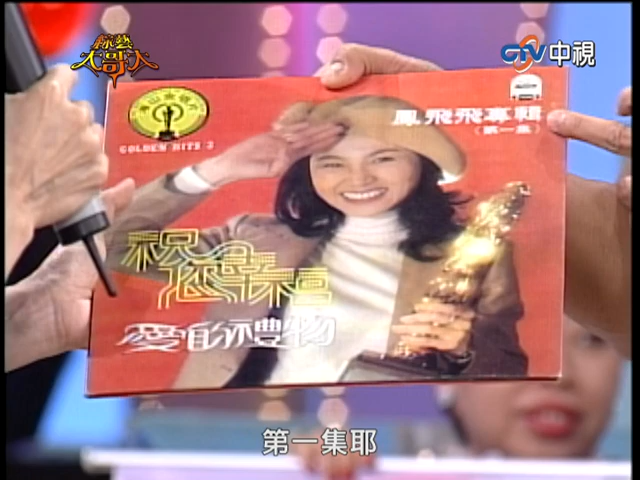 綜藝
大哥大
CTV中視
GOLDEN HITS 2
鳳飛飛專輯
(第一集)
祝您幸福
愛的禮物
第一集耶